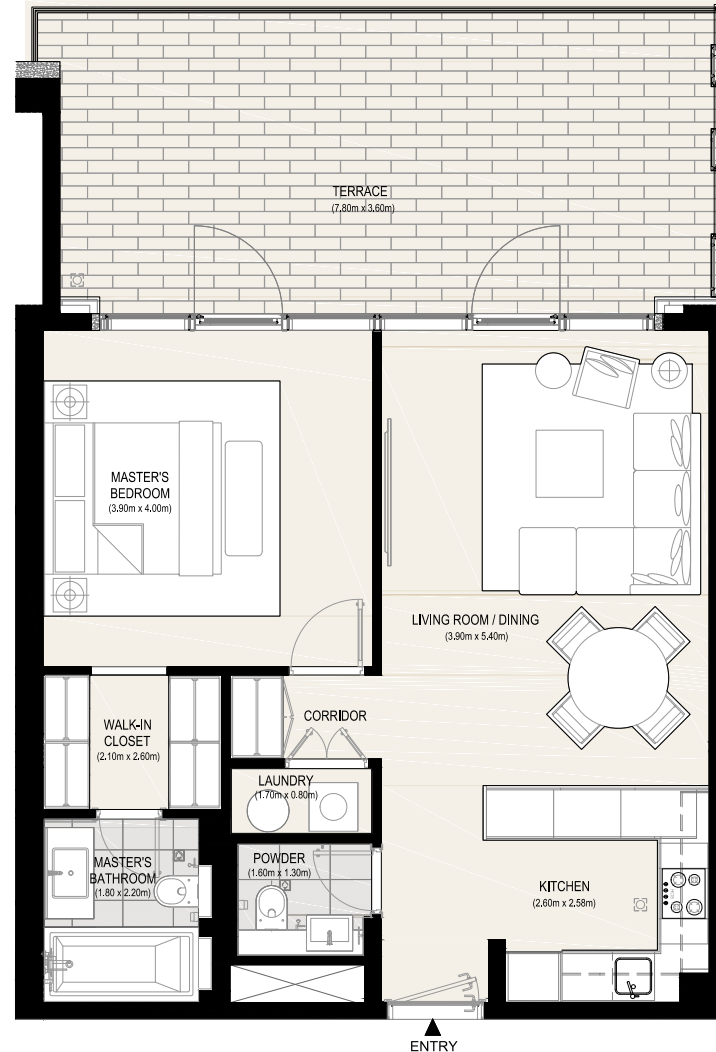 TERRACE
(7.80m x 3.60m)
MASTER'S
BEDROOM
(3.90m x 4.00m)
LIVING ROOM / DINING
(3.90m x 5.40m)
WALK-IN
CLOSET
(2.10m x 2.60m)
CORRIDOR
LAUNDRY
(1.70m x 0.80m)
MASTER'S
BATHROOM
(1.80 x 2.20m)
POWDER
(1.60m x 1.30m)
KITCHEN
(2.60m x 2.58m)
ENTRY